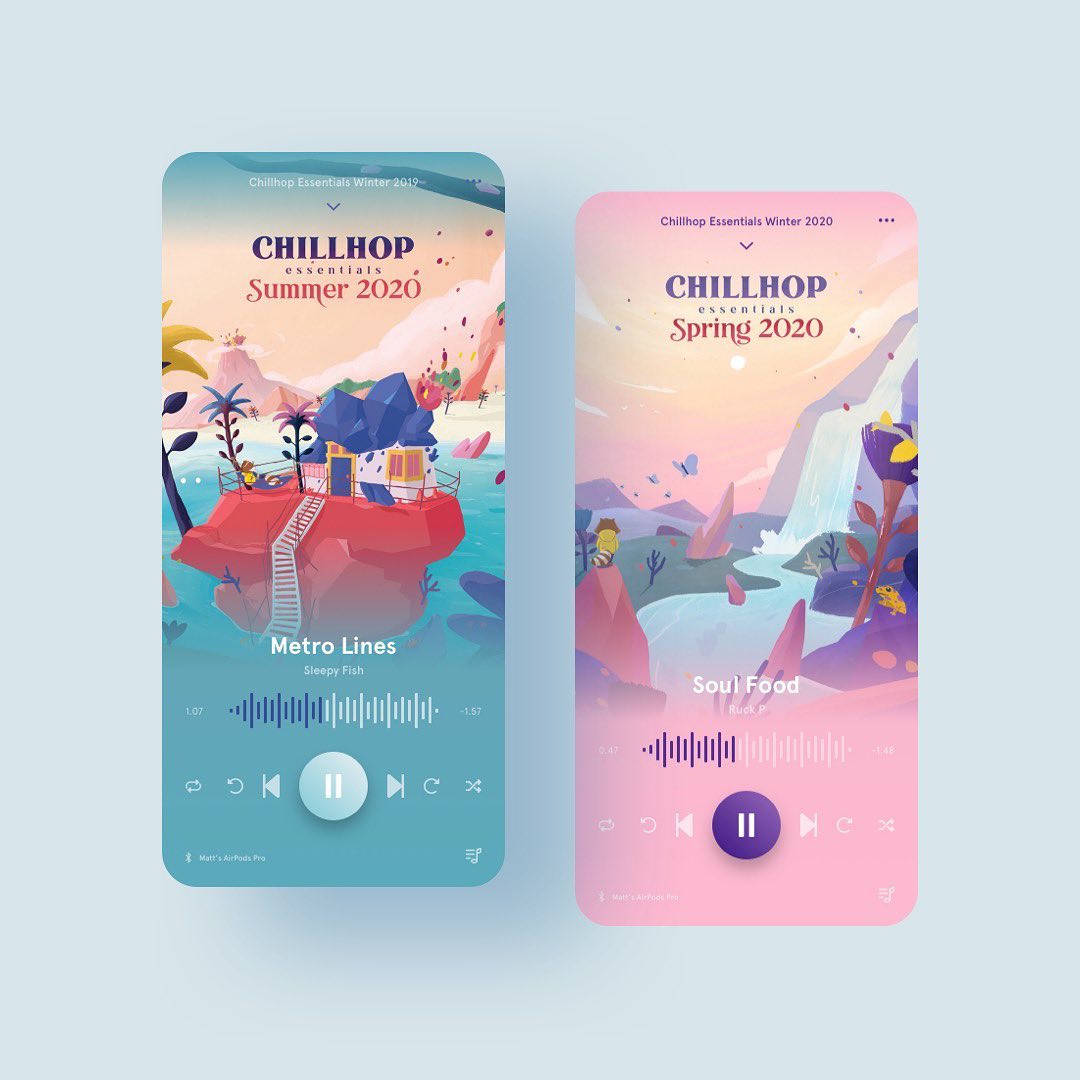 Chillhop Essentials Winter 2019
CHILLHOP
essentials
Summer 2020
Metro Lines
Sleepy Fish
1.07
-1.57
Matt's AirPods Pro
Chillhop Essentials Winter 2020
CHILLHOP
essentials
Spring 2020
Soul Food
Ruck P
0.47
-1.48
Matt's AirPods Pro